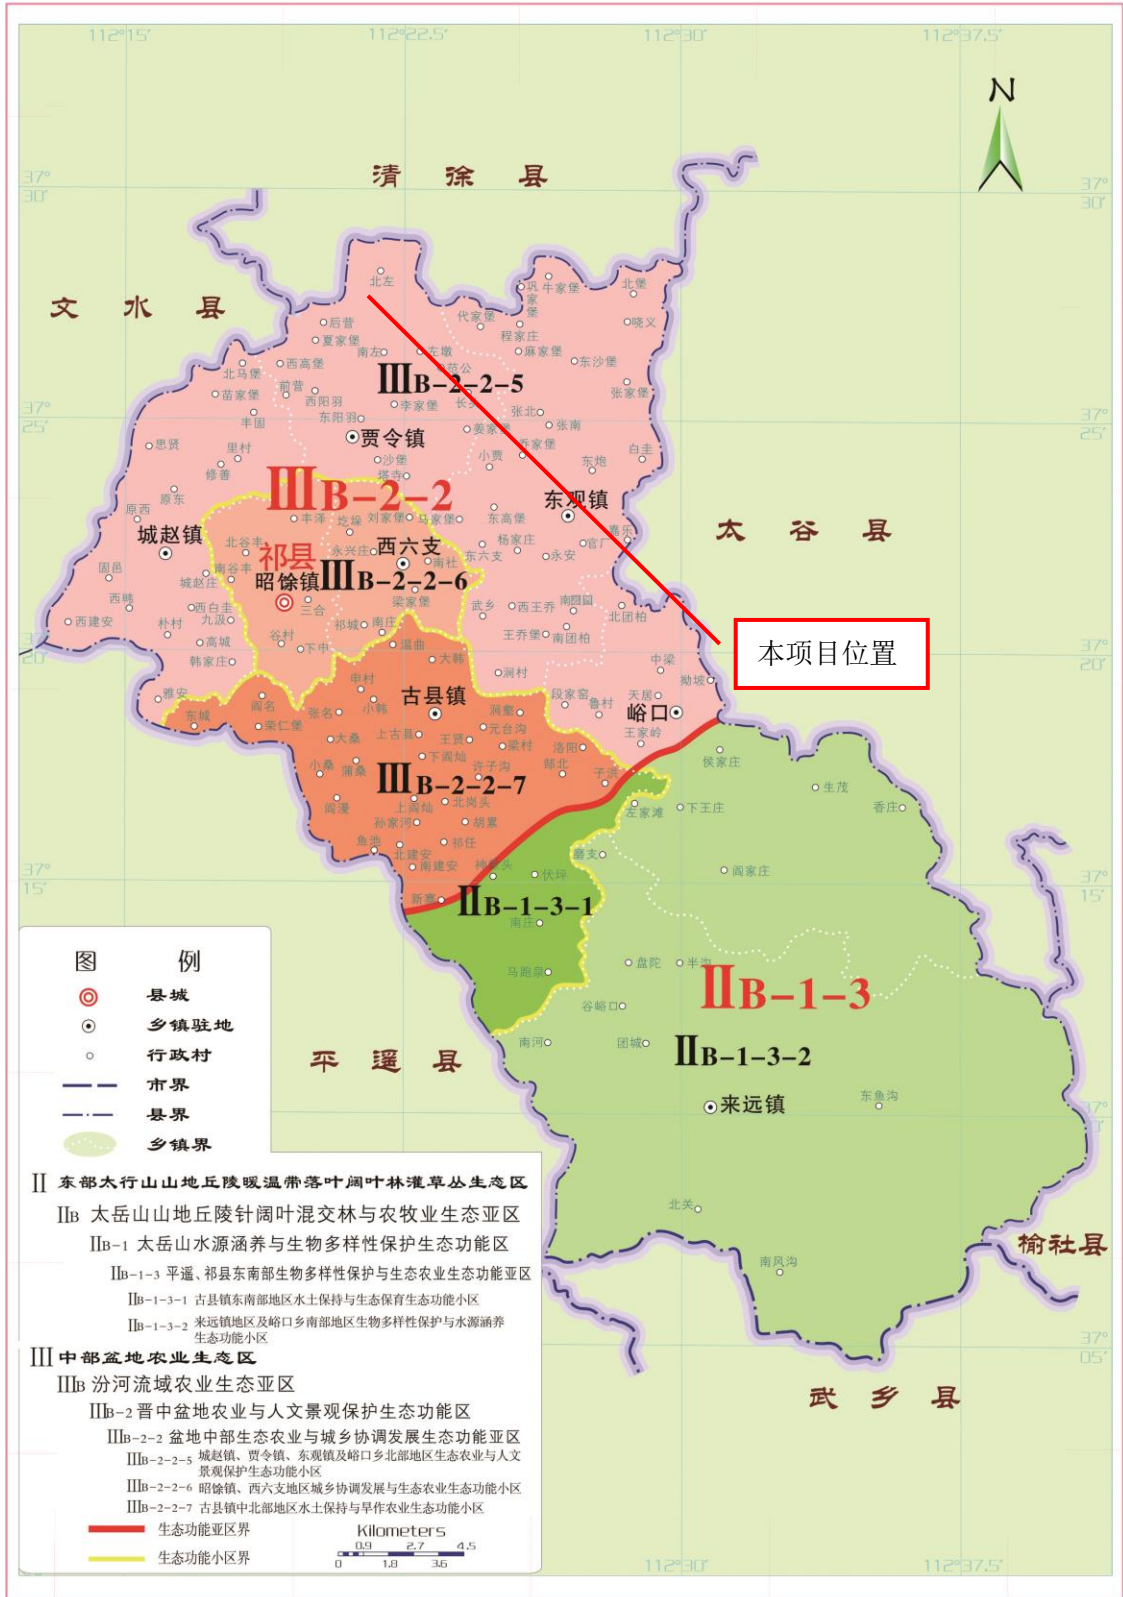 112°15′ 112°22.5′ 112°30′ 112°37.5′
N
清徐县
37°30′
37°30′
文水县
北左
巩家堡
牛家堡
北堡
后营
代家堡
程家庄
晓义
夏家堡
南左
左墩
麻家堡
东沙堡
北马堡
西高堡
范公
ⅢB-2-2-5
苗家堡
前营
西阳羽
李家堡
张家堡
37°25′
丰固
东阳羽
张北
37°25′
贾令镇
姜家堡
张南
思贤
里村
沙堡
乔家堡
修善
塔寺
小贾
东炮
白圭
ⅢB-2-2
原东
东观镇
原西
丰泽
圪垛
刘家堡
马家堡
东高堡
太谷县
城赵镇
北谷丰
祁县
永兴庄
西六支
杨家庄
官厂
嘉乐
固邑
南谷丰
南社
东六支
永安
城赵庄
昭馀镇
ⅢB-2-2-6
西韩
西白圭
三合
梁家堡
武乡
西王乔
北团柏
西建安
九汲
朴村
祁城
南庄
王乔堡
南团柏
本项目位置
高城
谷村
下申
温曲
37°20′
韩家庄
大韩
中梁
涧村
拗坡
雅安
申村
段家窑
天居
阎名
小韩
古县镇
鲁村
峪口
东城
张名
涧壑
荣仁堡
上古县
元台沟
王家岭
大桑
王贤
梁村
洛阳
侯家庄
小桑
蒲桑
下阎灿
许子沟
郜北
子洪
ⅢB-2-2-7
生茂
阎漫
上阎灿
北岗头
左家滩
下王庄
香庄
孙家河
胡累
鱼池
祁任
北建安
磨支
37°15′
南建安
伏坪
阎家庄
37°15′
新寨
ⅡB-1-3-1
南庄
马跑泉
盘陀
半沟
ⅡB-1-3
谷峪口
平遥县
南河
团城
ⅡB-1-3-2
来远镇
东鱼沟
北关
榆社县
南风沟
37°05′
武乡县
图例
县城
乡镇驻地
行政村
市界
县界
乡镇界
Ⅱ 东部太行山山地丘陵暖温带落叶阔叶林灌草丛生态区
ⅡB 太岳山山地丘陵针阔叶混交林与农牧业生态亚区
ⅡB-1 太岳山水源涵养与生物多样性保护生态功能区
ⅡB-1-3 平遥、祁县东南部生物多样性保护与生态农业生态功能亚区
ⅡB-1-3-1 古县镇东南部地区水土保持与生态保育生态功能小区
ⅡB-1-3-2 来远镇地区及峪口乡南部地区生物多样性保护与水源涵养
生态功能小区
Ⅲ 中部盆地农业生态区
ⅢB 汾河流域农业生态亚区
ⅢB-2 晋中盆地农业与人文景观保护生态功能区
ⅢB-2-2 盆地中部生态农业与城乡协调发展生态功能亚区
ⅢB-2-2-5 城赵镇、贾令镇、东观镇及峪口乡北部地区生态农业与人文
景观保护生态功能小区
ⅢB-2-2-6 昭馀镇、西六支地区城乡协调发展与生态农业生态功能小区
ⅢB-2-2-7 古县镇中北部地区水土保持与旱作农业生态功能小区
生态功能亚区界
生态功能小区界
Kilometers
0.9 2.7 4.5
0 1.8 3.6
112°30′ 112°37.5′